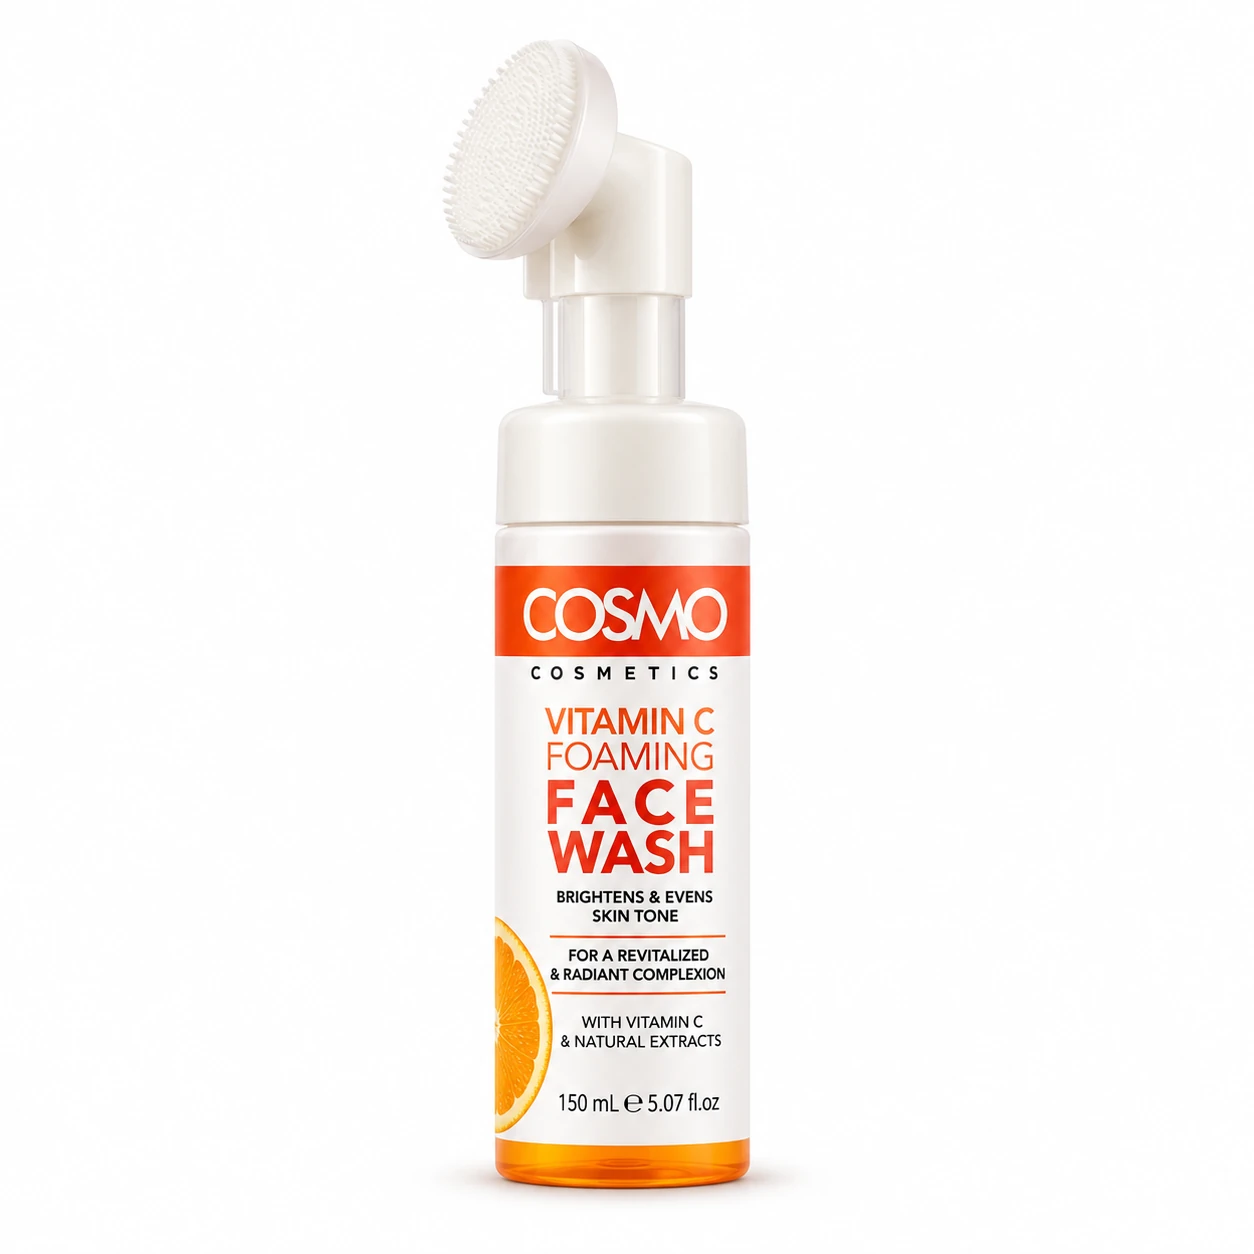 COSMO
COSMETICS
VITAMIN C
FOAMING
FACE
WASH
BRIGHTENS & EVENS
SKIN TONE
FOR A REVITALIZED
& RADIANT COMPLEXION
WITH VITAMIN C
& NATURAL EXTRACTS
150 mL ℮ 5.07 fl.oz